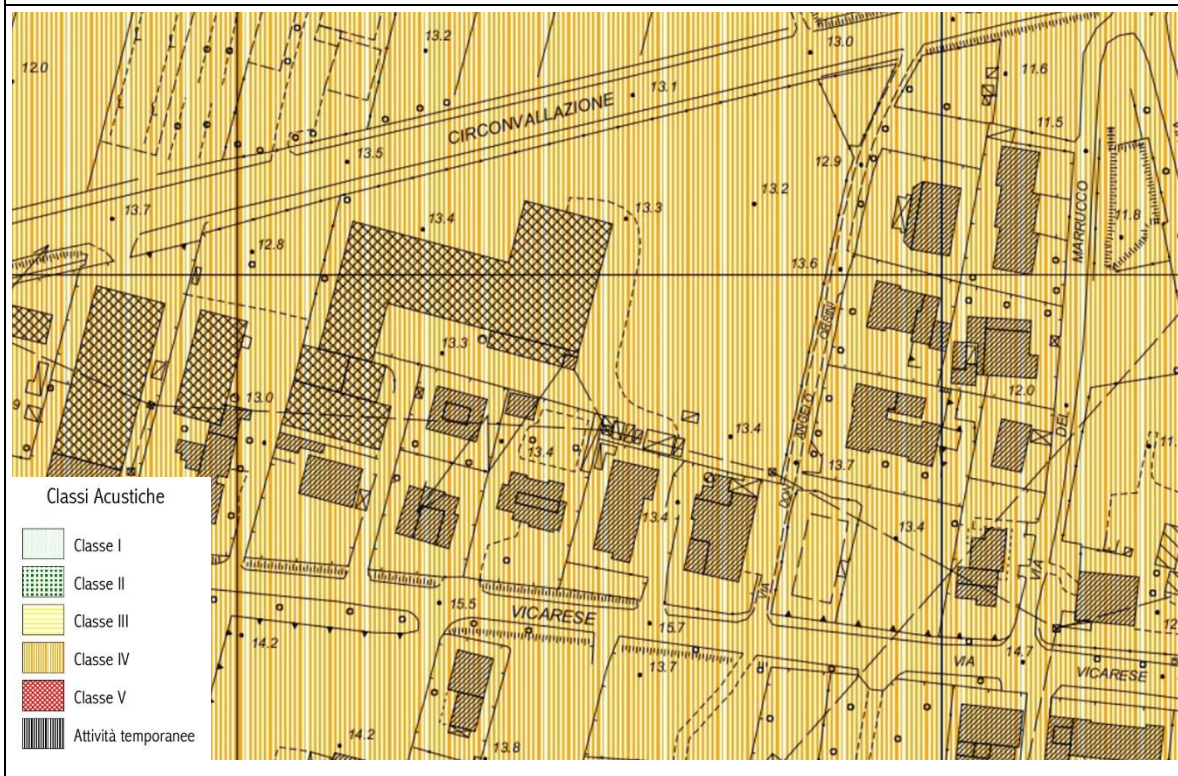 12.0
13.2
13.0
13.1
11.6
CIRCONVALLAZIONE
11.5
13.5
12.9
13.7
13.4
13.3
13.2
MARRUCCO
11.8
12.8
13.6
DON ANGELO ORSINI
13.3
13.0
12.0
DEL
13.4
13.4
13.7
13.4
13.4
VIA
VIA
15.5
VICARESE
15.7
14.2
13.7
VIA
14.7
VICARESE
14.2
13.8
Classi Acustiche
Classe I
Classe II
Classe III
Classe IV
Classe V
Attività temporanee